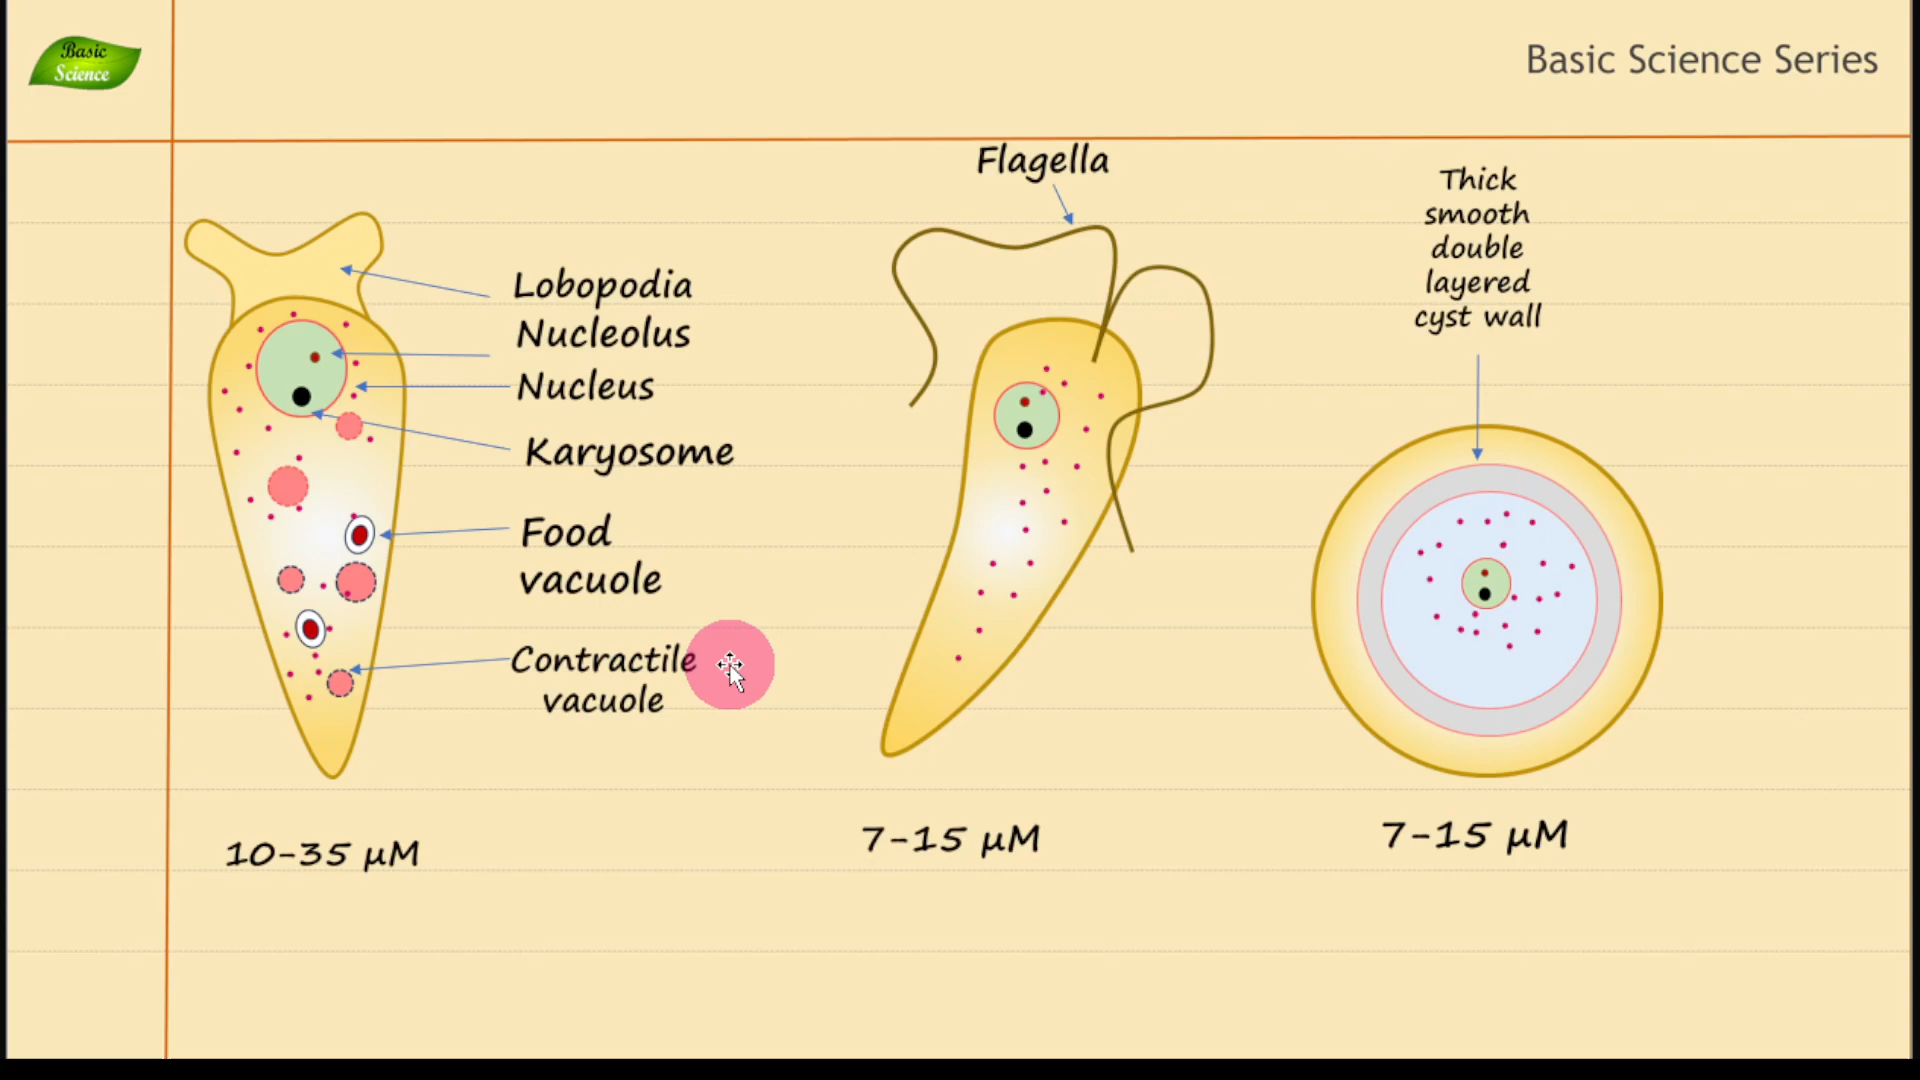 Basic
Science
Basic Science Series
Lobopodia
Nucleolus
Nucleus
Karyosome
Food
vacuole
Contractile
vacuole
10-35 µM
Flagella
7-15 µM
Thick
smooth
double
layered
cyst wall
7-15 µM